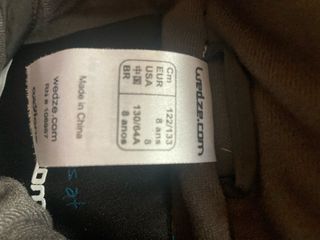 wedze.com
Cm 122/133
EUR 8 ans
USA 8
中国 130/64A
BR 8 anos
Made in China
wedze.com